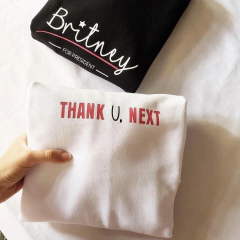 Britney
FOR PRESIDENT
THANK U, NEXT